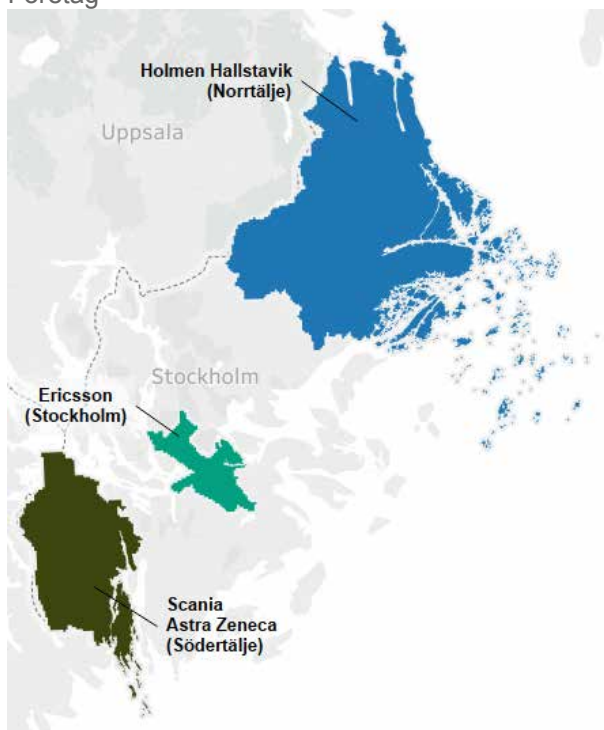 Företag
Holmen Hallstavik
(Norrtälje)
Uppsala
Stockholm
Ericsson
(Stockholm)
Scania
Astra Zeneca
(Södertälje)